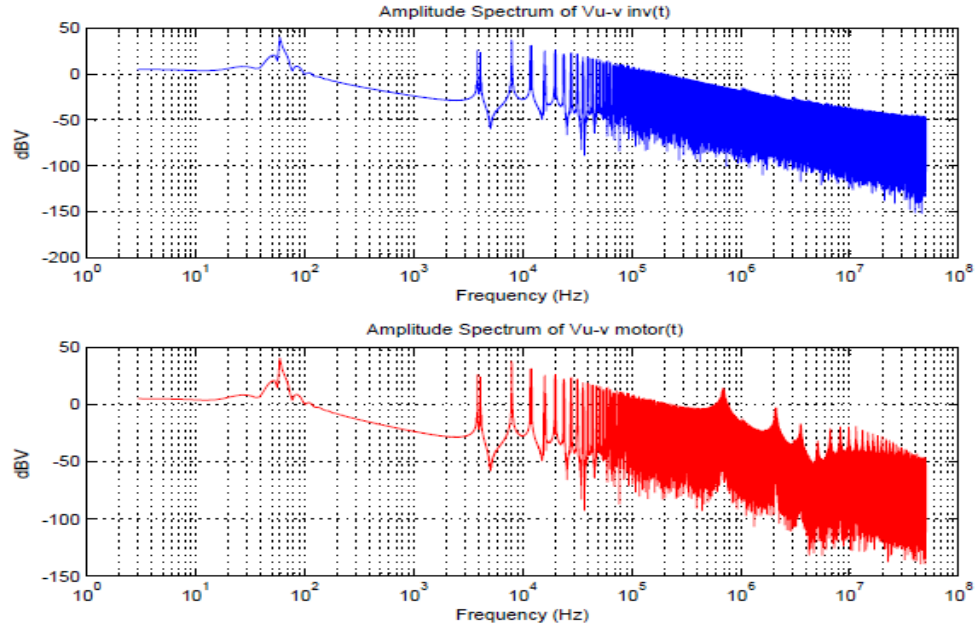 Amplitude Spectrum of Vu-v inv(t)
50
0
-50
-100
-150
-200
dBV
10^0 10^1 10^2 10^3 10^4 10^5 10^6 10^7 10^8
Frequency (Hz)
Amplitude Spectrum of Vu-v motor(t)
50
0
-50
-100
-150
dBV
10^0 10^1 10^2 10^3 10^4 10^5 10^6 10^7 10^8
Frequency (Hz)